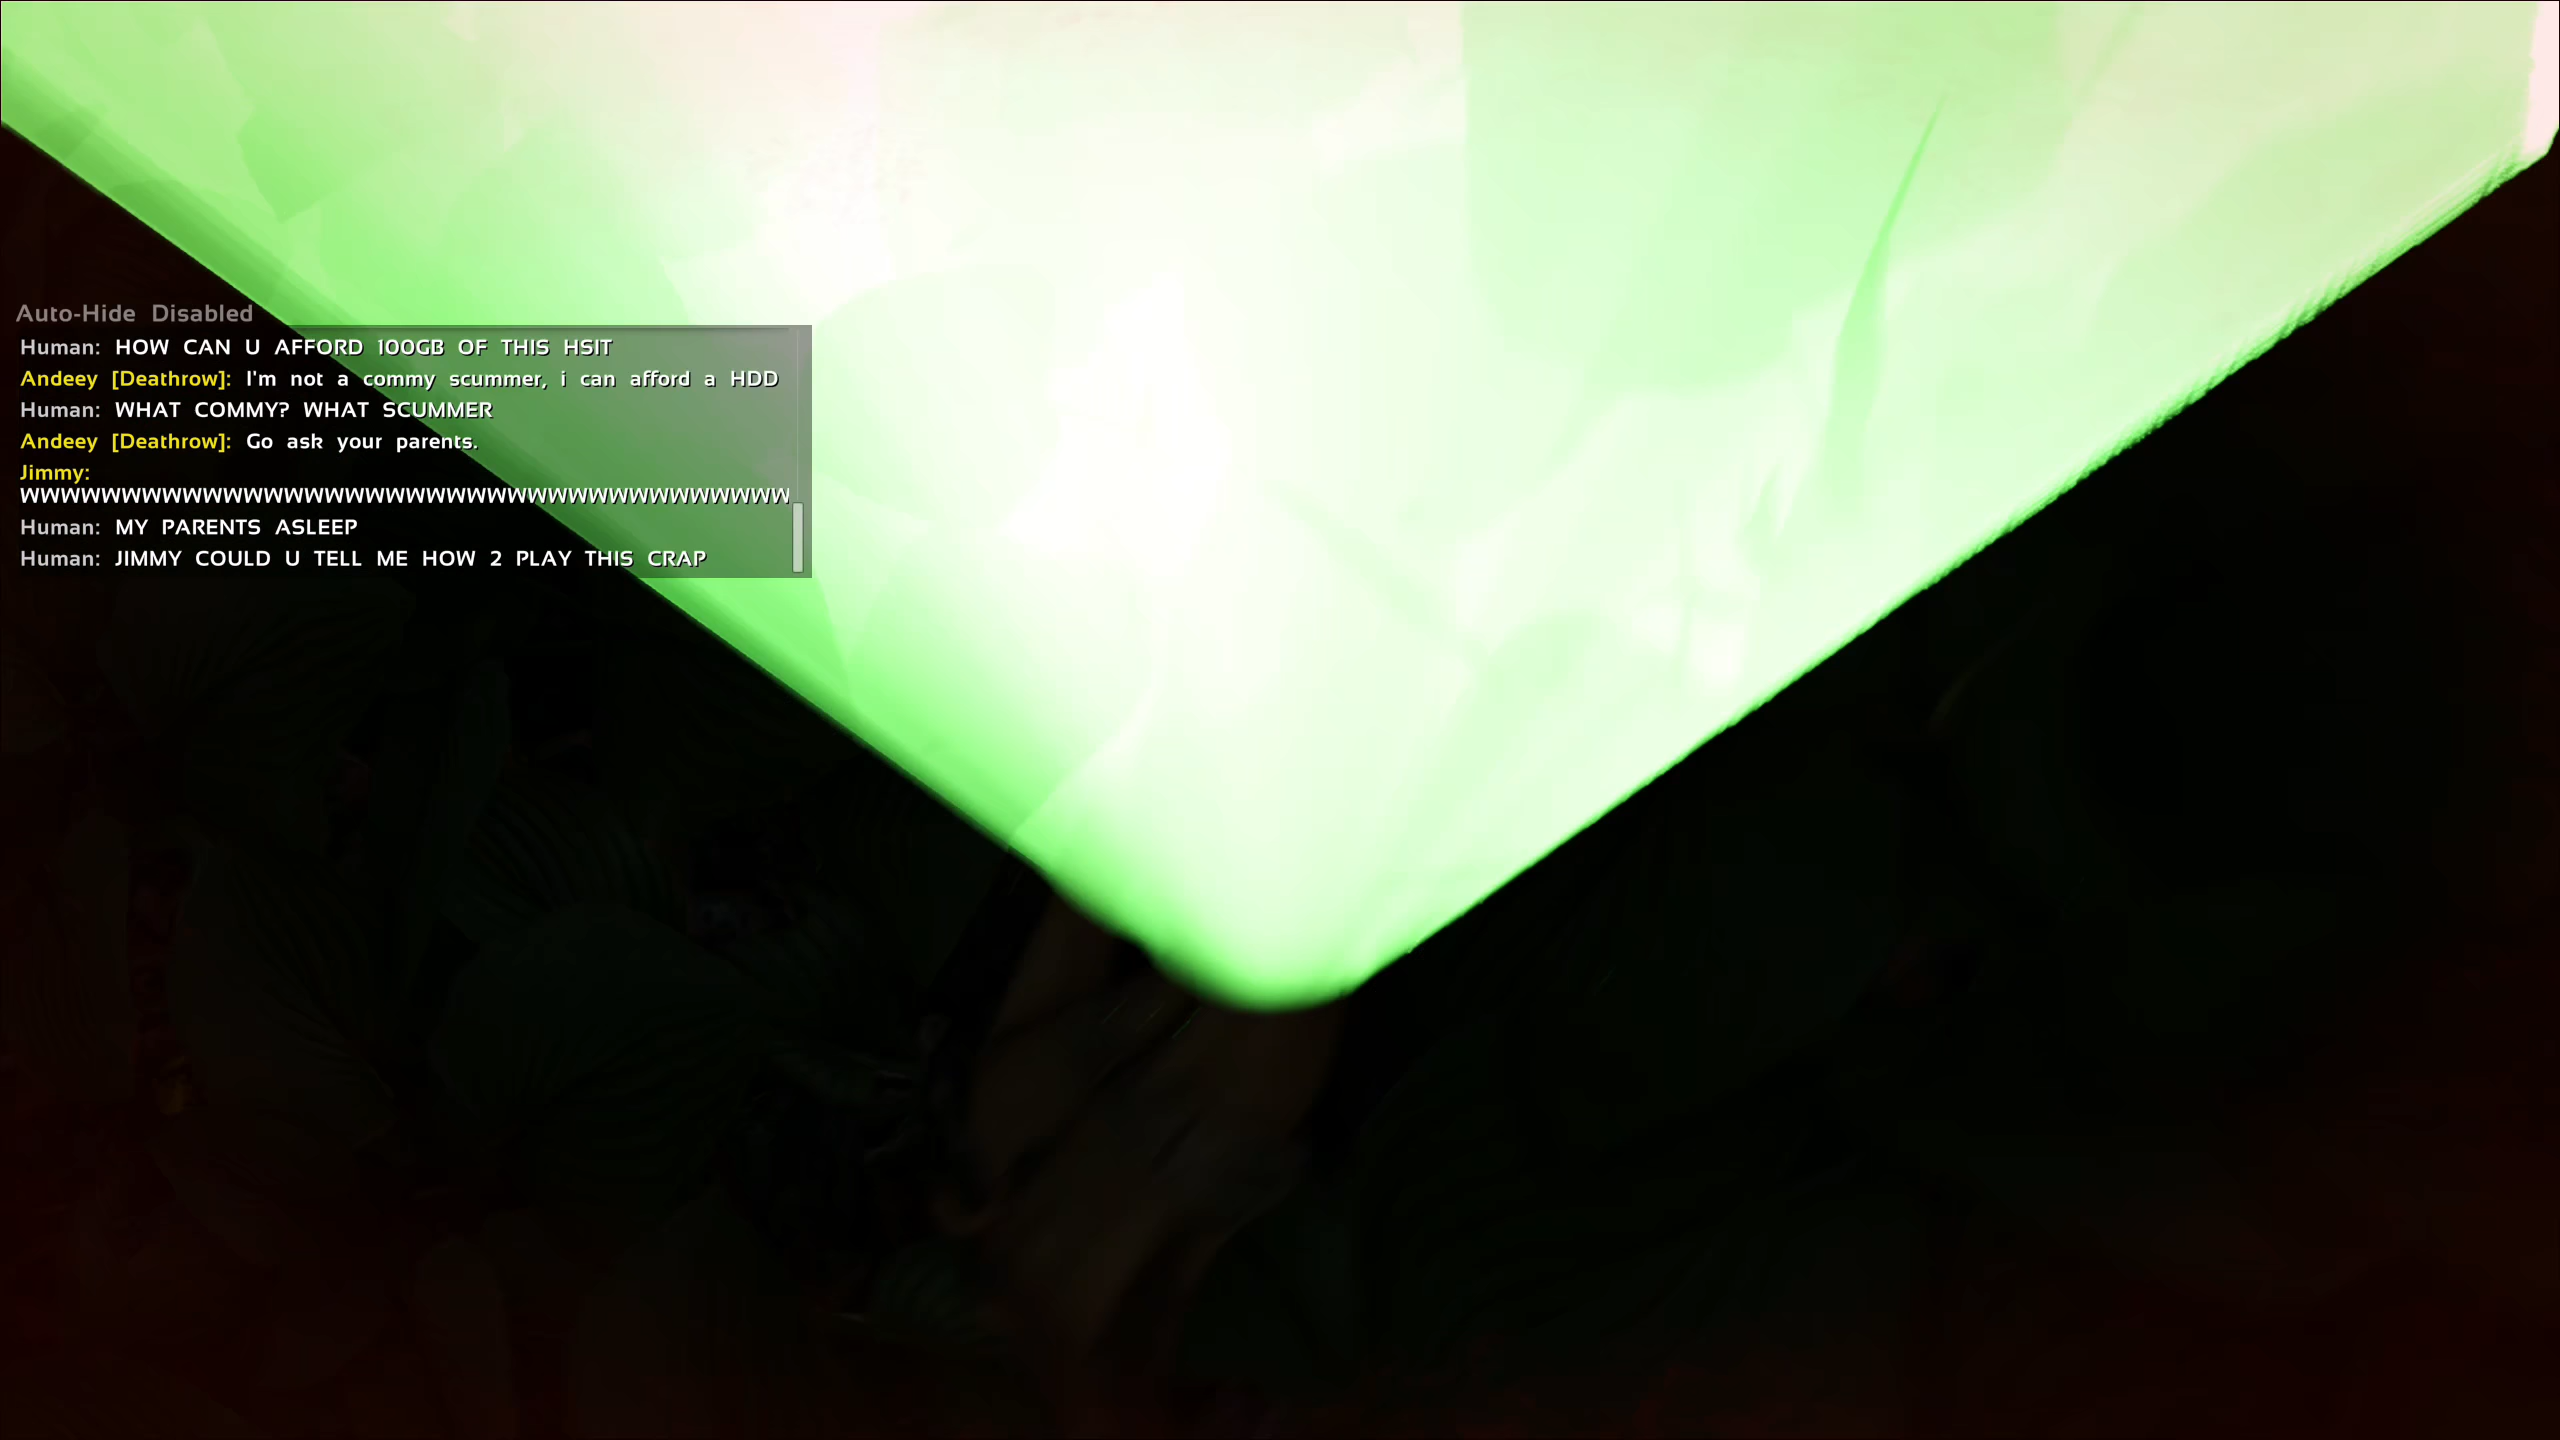 Auto-Hide Disabled
Human: HOW CAN U AFFORD 100GB OF THIS HSIT
Andeey [Deathrow]: I'm not a commy scummer, i can afford a HDD
Human: WHAT COMMY? WHAT SCUMMER
Andeey [Deathrow]: Go ask your parents.
Jimmy:
WWWWWWWWWWWWWWWWWWWWWWWWWWWWWWWWWWWWWW
Human: MY PARENTS ASLEEP
Human: JIMMY COULD U TELL ME HOW 2 PLAY THIS CRAP